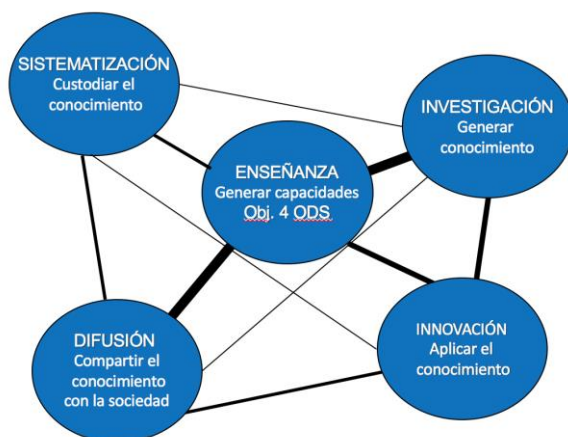 SISTEMATIZACIÓN
Custodiar el
conocimiento
INVESTIGACIÓN
Generar
conocimiento
ENSEÑANZA
Generar capacidades
Obj. 4 ODS
DIFUSIÓN
Compartir el
conocimiento
con la sociedad
INNOVACIÓN
Aplicar el
conocimiento